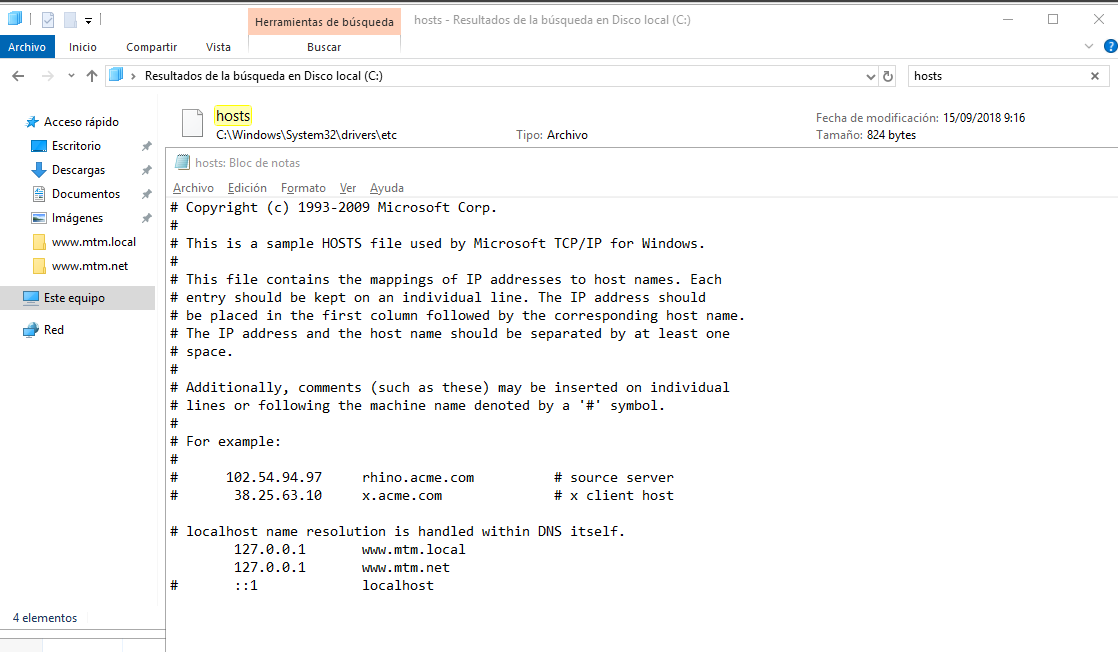 Herramientas de búsqueda
hosts - Resultados de la búsqueda en Disco local (C:)
Archivo Inicio Compartir Vista Buscar
Resultados de la búsqueda en Disco local (C:)
hosts
Acceso rápido
Escritorio
Descargas
Documentos
Imágenes
www.mtm.local
www.mtm.net
Este equipo
Red
4 elementos
hosts
C:\Windows\System32\drivers\etc
Tipo: Archivo
Fecha de modificación: 15/09/2018 9:16
Tamaño: 824 bytes
hosts: Bloc de notas
Archivo Edición Formato Ver Ayuda
# Copyright (c) 1993-2009 Microsoft Corp.
#
# This is a sample HOSTS file used by Microsoft TCP/IP for Windows.
#
# This file contains the mappings of IP addresses to host names. Each
# entry should be kept on an individual line. The IP address should
# be placed in the first column followed by the corresponding host name.
# The IP address and the host name should be separated by at least one
# space.
#
# Additionally, comments (such as these) may be inserted on individual
# lines or following the machine name denoted by a '#' symbol.
#
# For example:
#
#      102.54.94.97     rhino.acme.com          # source server
#       38.25.63.10     x.acme.com              # x client host

# localhost name resolution is handled within DNS itself.
        127.0.0.1       www.mtm.local
        127.0.0.1       www.mtm.net
#       ::1             localhost